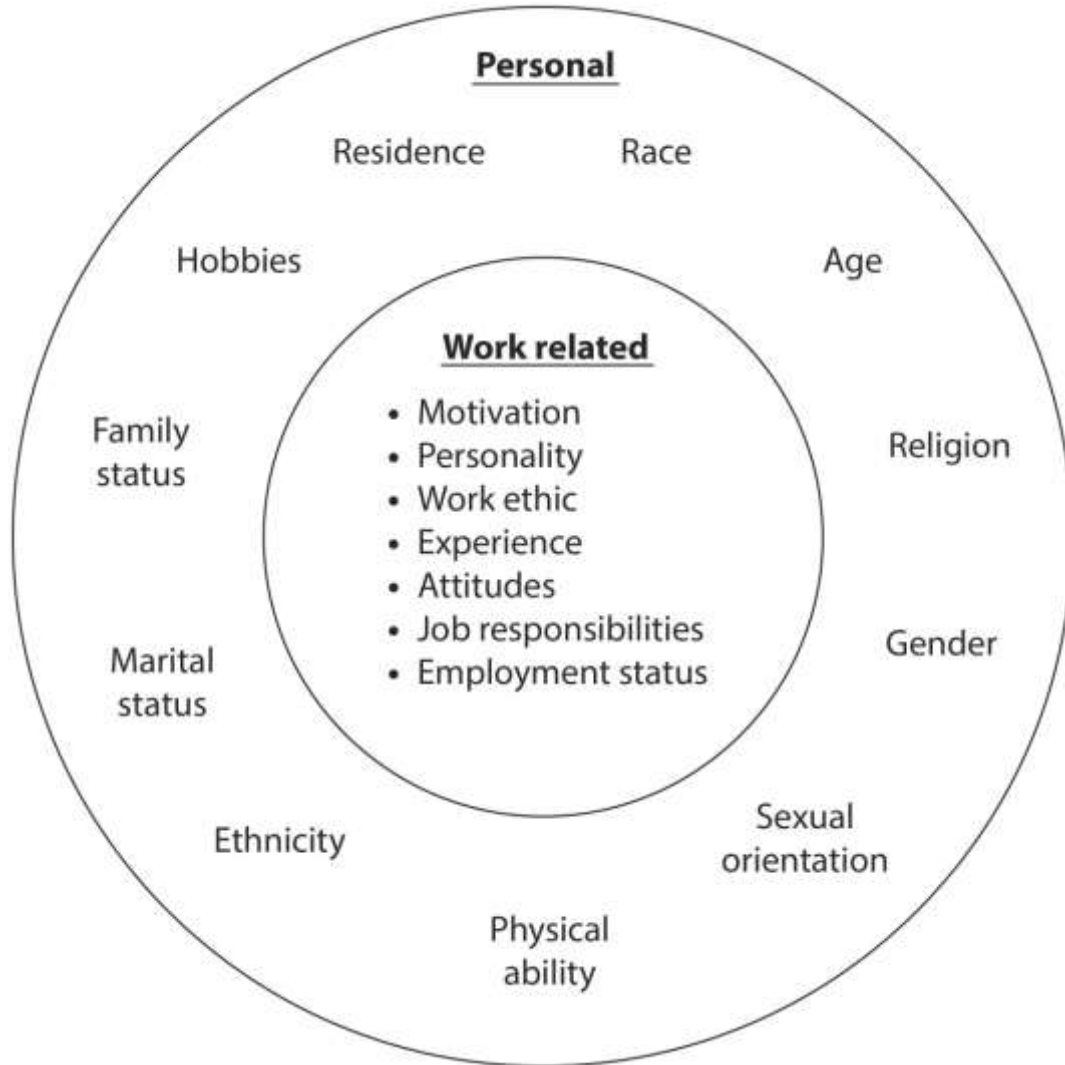 Personal
Residence
Race
Hobbies
Age
Work related
• Motivation
• Personality
• Work ethic
• Experience
• Attitudes
• Job responsibilities
• Employment status
Family
status
Religion
Marital
status
Gender
Ethnicity
Sexual
orientation
Physical
ability